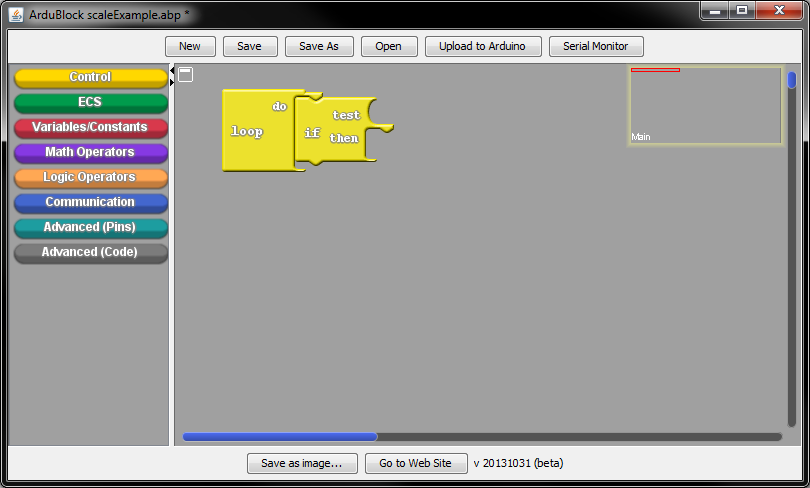 ArduBlock scaleExample.abp *
New Save Save As Open Upload to Arduino Serial Monitor
Control
ECS
Variables/Constants
Math Operators
Logic Operators
Communication
Advanced (Pins)
Advanced (Code)
do
loop
test
if
then
Main
Save as image... Go to Web Site v 20131031 (beta)